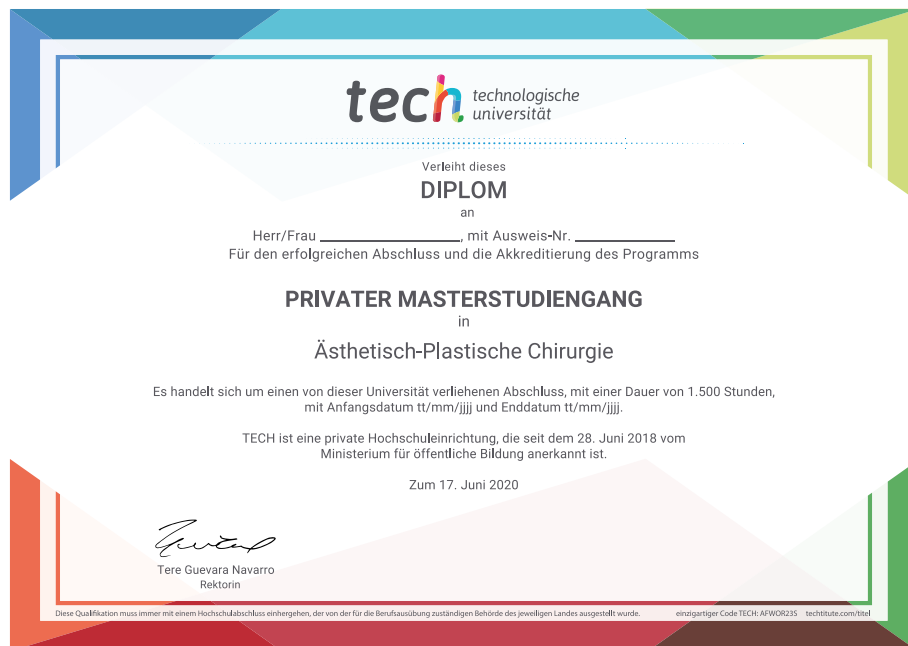 tech technologische
universität
Verleiht dieses
DIPLOM
an
Herr/Frau ____________________, mit Ausweis-Nr. ______________
Für den erfolgreichen Abschluss und die Akkreditierung des Programms
PRIVATER MASTERSTUDIENGANG
in
Ästhetisch-Plastische Chirurgie
Es handelt sich um einen von dieser Universität verliehenen Abschluss, mit einer Dauer von 1.500 Stunden,
mit Anfangsdatum tt/mm/jjjj und Enddatum tt/mm/jjjj.
TECH ist eine private Hochschuleinrichtung, die seit dem 28. Juni 2018 vom
Ministerium für öffentliche Bildung anerkannt ist.
Zum 17. Juni 2020
Tere Guevara Navarro
Rektorin
Diese Qualifikation muss immer mit einem Hochschulabschluss einhergehen, der von der für die Berufsausübung zuständigen Behörde des jeweiligen Landes ausgestellt wurde. einzigartiger Code TECH: AFWOR23S techtitute.com/titel